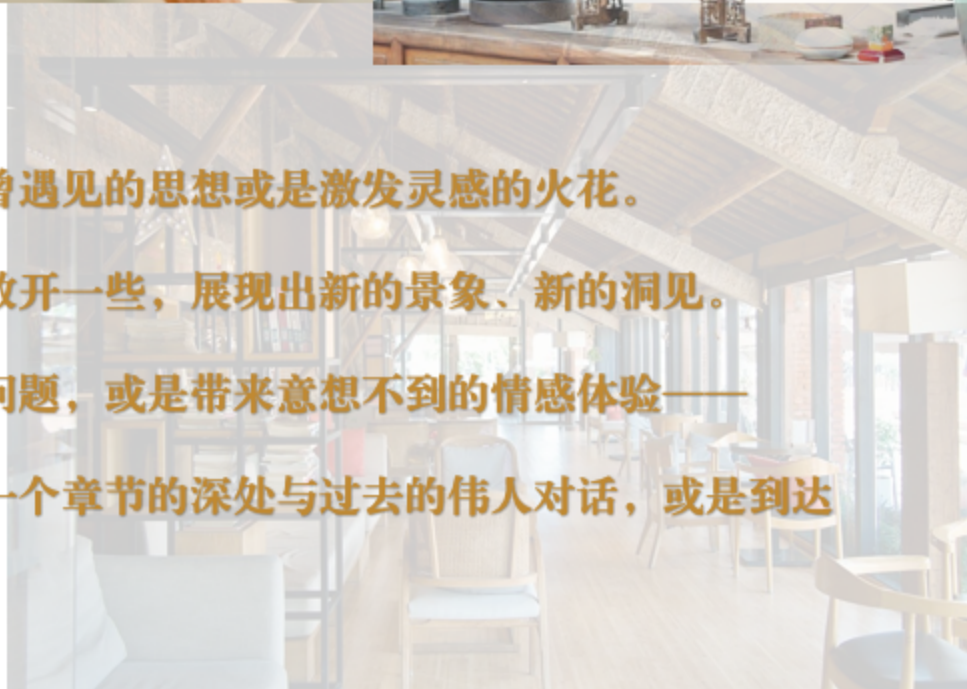 曾遇见的思想或是激发灵感的火花。
放开一些，展现出新的景象、新的洞见。
问题，或是带来意想不到的情感体验——
一个章节的深处与过去的伟人对话，或是到达